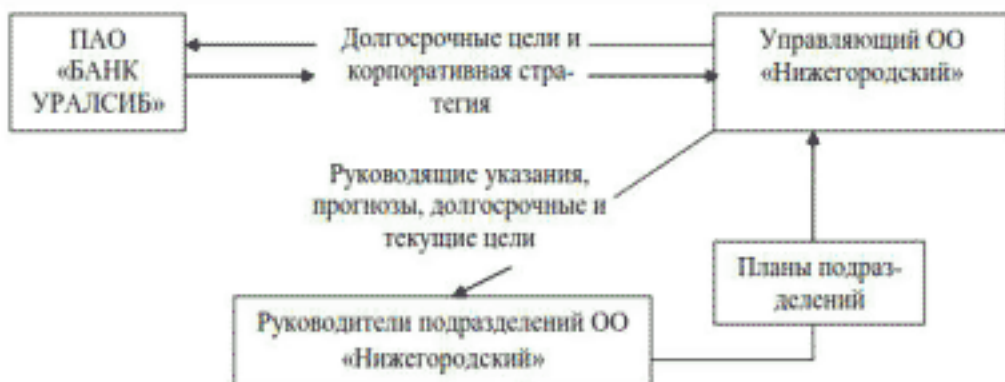 ПАО
«БАНК
УРАЛСИБ»
Долгосрочные цели и
корпоративная стра-
тегия
Управляющий ОО
«Нижегородский»
Руководящие указания,
прогнозы, долгосрочные и
текущие цели
Планы подраз-
делений
Руководители подразделений ОО
«Нижегородский»